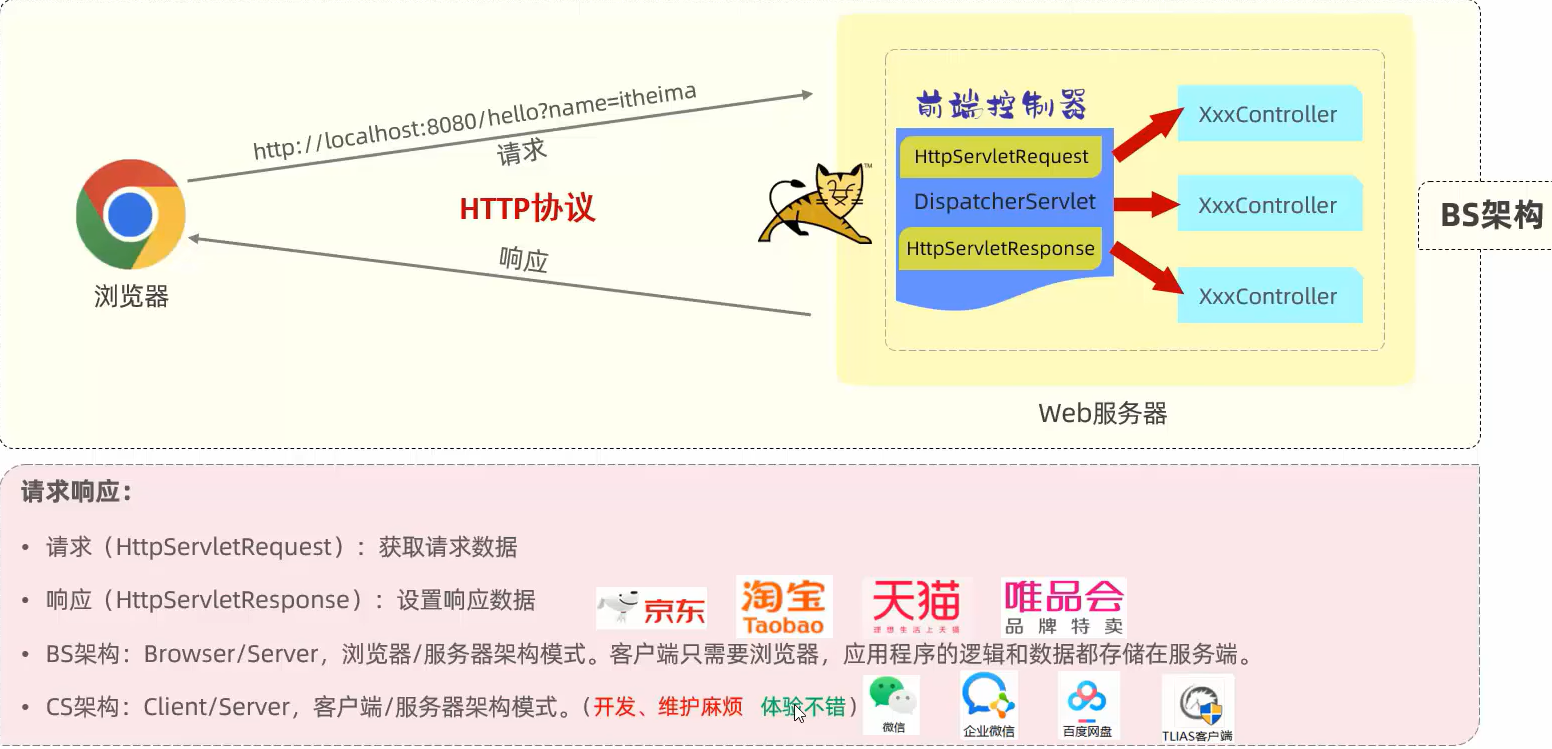 http://localhost:8080/hello?name=itheima
请求
HTTP协议
响应
浏览器
前端控制器
HttpServletRequest
DispatcherServlet
HttpServletResponse
XxxController
XxxController
XxxController
TM
BS架构
Web服务器
请求响应：
• 请求（HttpServletRequest）：获取请求数据
• 响应（HttpServletResponse）：设置响应数据
京东
淘宝
Taobao
天猫
理想生活上天猫
唯品会
品牌特卖
• BS架构：Browser/Server，浏览器/服务器架构模式。客户端只需要浏览器，应用程序的逻辑和数据都存储在服务端。
• CS架构：Client/Server，客户端/服务器架构模式。（开发、维护麻烦 体验不错）
微信
企业微信
百度网盘
TLIAS客户端